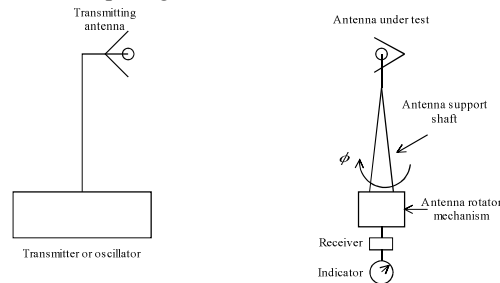 Transmitting
antenna
Antenna under test
Antenna support
shaft
ϕ
Antenna rotator
mechanism
Receiver
Transmitter or oscillator
Indicator